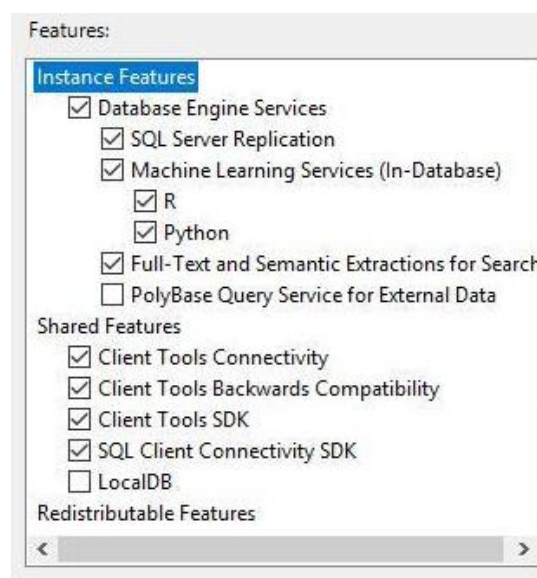 Features:
Instance Features
Database Engine Services
SQL Server Replication
Machine Learning Services (In-Database)
R
Python
Full-Text and Semantic Extractions for Search
PolyBase Query Service for External Data
Shared Features
Client Tools Connectivity
Client Tools Backwards Compatibility
Client Tools SDK
SQL Client Connectivity SDK
LocalDB
Redistributable Features